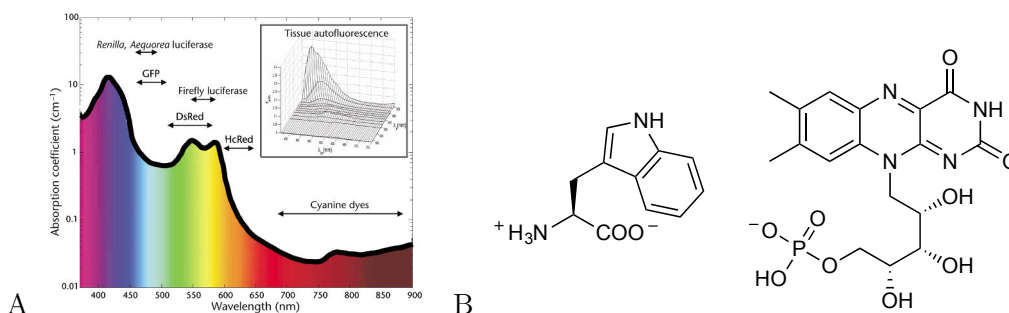 Renilla, Aequorea luciferase
GFP
Firefly luciferase
DsRed
HcRed
Tissue autofluorescence
Cyanine dyes
Absorption coefficient (cm⁻¹)
100
10
1
0.1
0.01
400 450 500 550 600 650 700 750 800 850 900
Wavelength (nm)
A
NH
⁺H₃N
COO⁻
B
N
O
NH
N
N
O
⁻O
O
P
HO
O
OH
OH
OH